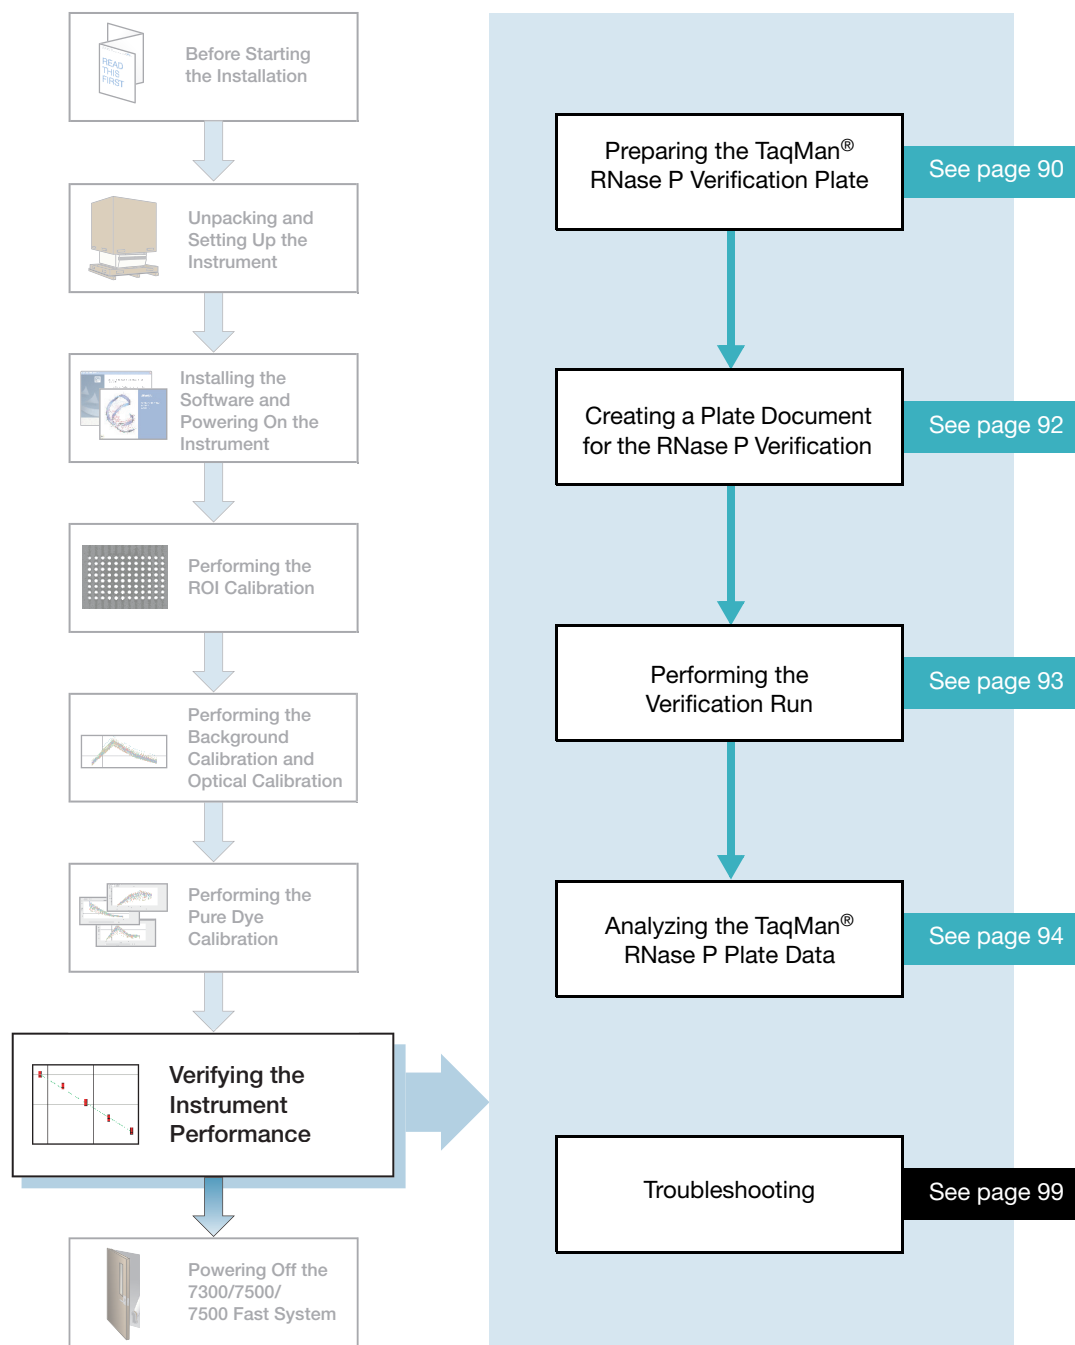 READ
THIS
FIRST
Before Starting
the Installation
Unpacking and
Setting Up the
Instrument
Installing the
Software and
Powering On the
Instrument
Performing the
ROI Calibration
Performing the
Background
Calibration and
Optical Calibration
Performing the
Pure Dye
Calibration
Verifying the
Instrument
Performance
Powering Off the
7300/7500/
7500 Fast System
Preparing the TaqMan®
RNase P Verification Plate
See page 90
Creating a Plate Document
for the RNase P Verification
See page 92
Performing the
Verification Run
See page 93
Analyzing the TaqMan®
RNase P Plate Data
See page 94
Troubleshooting
See page 99